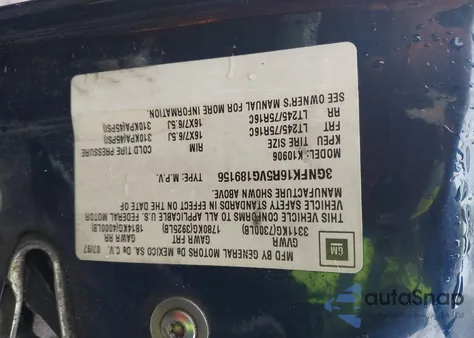 MFD BY GENERAL MOTORS DE MEXICO SA. DE C.V. 07/97
GVWR GAWR FRT GAWR RR
3311KG(7300LB) 1780KG(3925LB) 1814KG(4000LB)
THIS VEHICLE CONFORMS TO ALL APPLICABLE U.S. FEDERAL MOTOR
VEHICLE SAFETY STANDARDS IN EFFECT ON THE DATE OF
MANUFACTURE SHOWN ABOVE.
3GNFK16R5VG189156 TYPE: M.P.V.
MODEL: K10906
KPEU TIRE SIZE RIM COLD TIRE PRESSURE
FRT LT245/75R16C 16X7/6.5J 310KPA(45PSI)
RR LT245/75R16C 16X7/6.5J 310KPA(45PSI)
SEE OWNER'S MANUAL FOR MORE INFORMATION.
GM
autoSnap